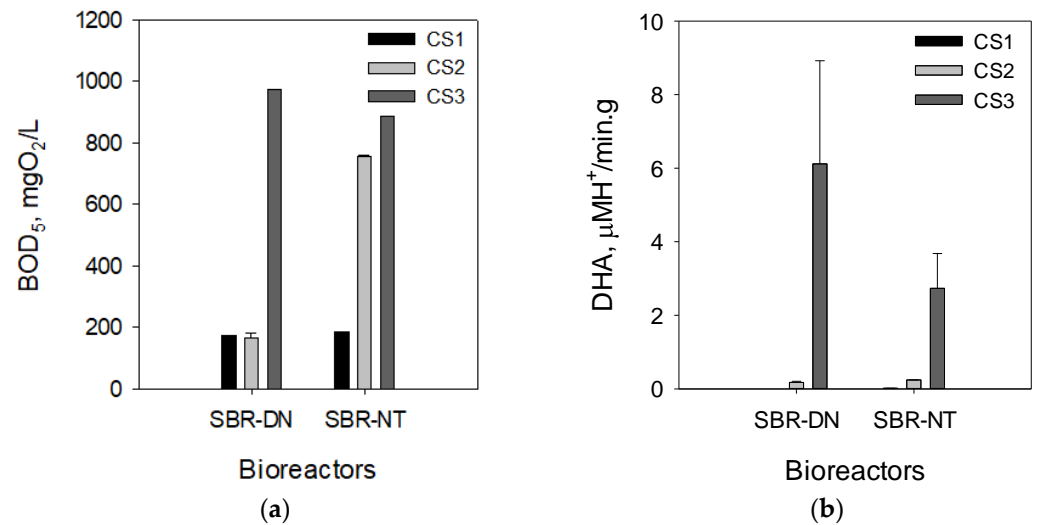 1200
1000
800
600
400
200
0
BOD5, mgO2/L
CS1
CS2
CS3
SBR-DN SBR-NT
Bioreactors
(a)
10
8
6
4
2
0
DHA, μMH+/min.g
CS1
CS2
CS3
SBR-DN SBR-NT
Bioreactors
(b)